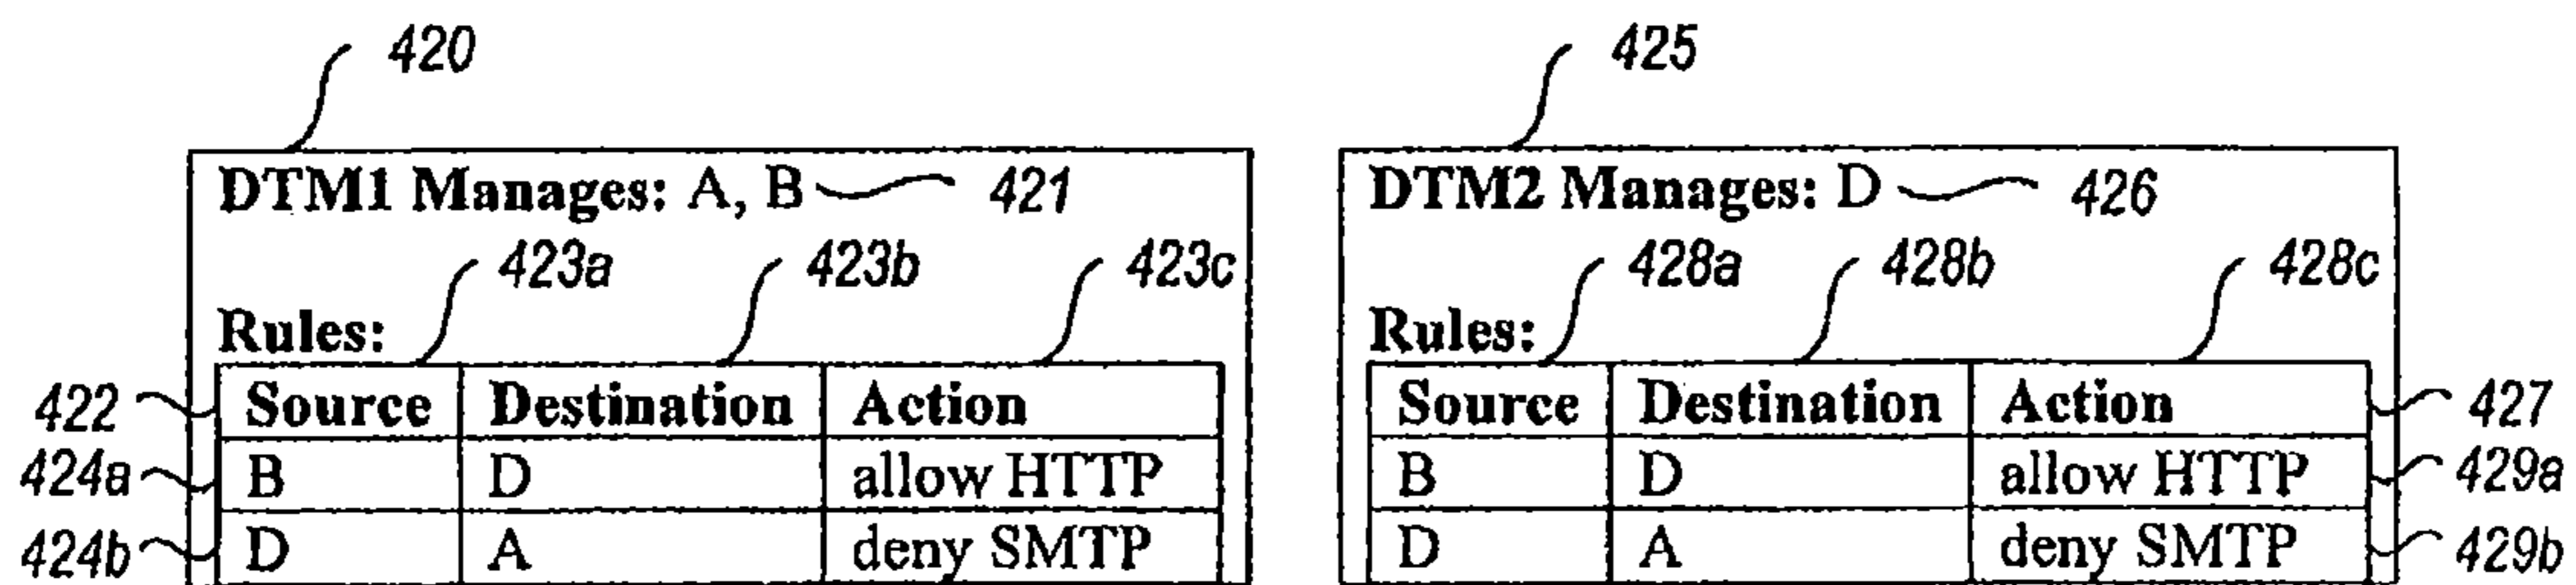 420 425
DTM1 Manages: A, B 421 DTM2 Manages: D 426
423a 423b 423c 428a 428b 428c
Rules: Rules:
422 Source Destination Action Source Destination Action 427
424a B D allow HTTP B D allow HTTP 429a
424b D A deny SMTP D A deny SMTP 429b